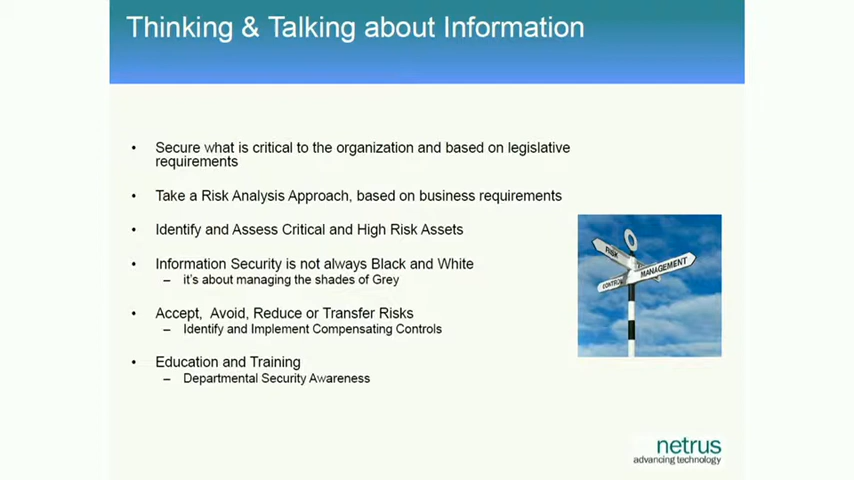 Thinking & Talking about Information
• Secure what is critical to the organization and based on legislative
requirements
• Take a Risk Analysis Approach, based on business requirements
• Identify and Assess Critical and High Risk Assets
• Information Security is not always Black and White
– it's about managing the shades of Grey
• Accept, Avoid, Reduce or Transfer Risks
– Identify and Implement Compensating Controls
• Education and Training
– Departmental Security Awareness
RISK
MANAGEMENT
CONTROL
netrus
advancing technology